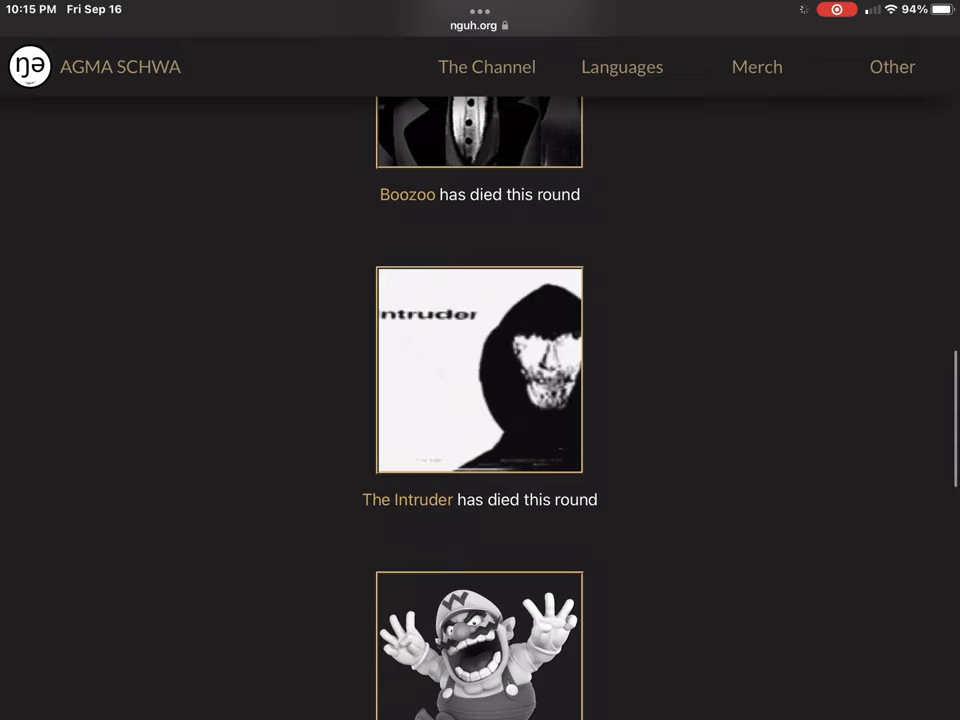 10:15 PM Fri Sep 16
94%
nguh.org
ŋə
AGMA SCHWA
The Channel
Languages
Merch
Other
Boozoo has died this round
ntruder
The Intruder has died this round
W